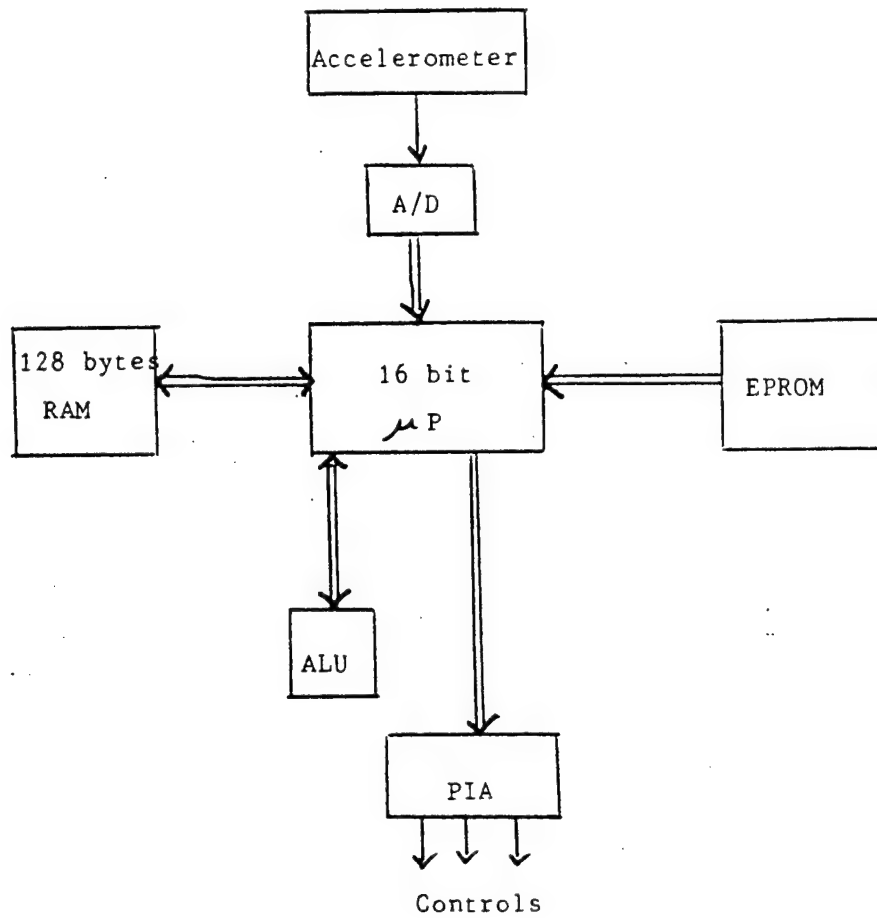 Accelerometer
A/D
128 bytes
RAM
16 bit
μP
EPROM
ALU
PIA
Controls